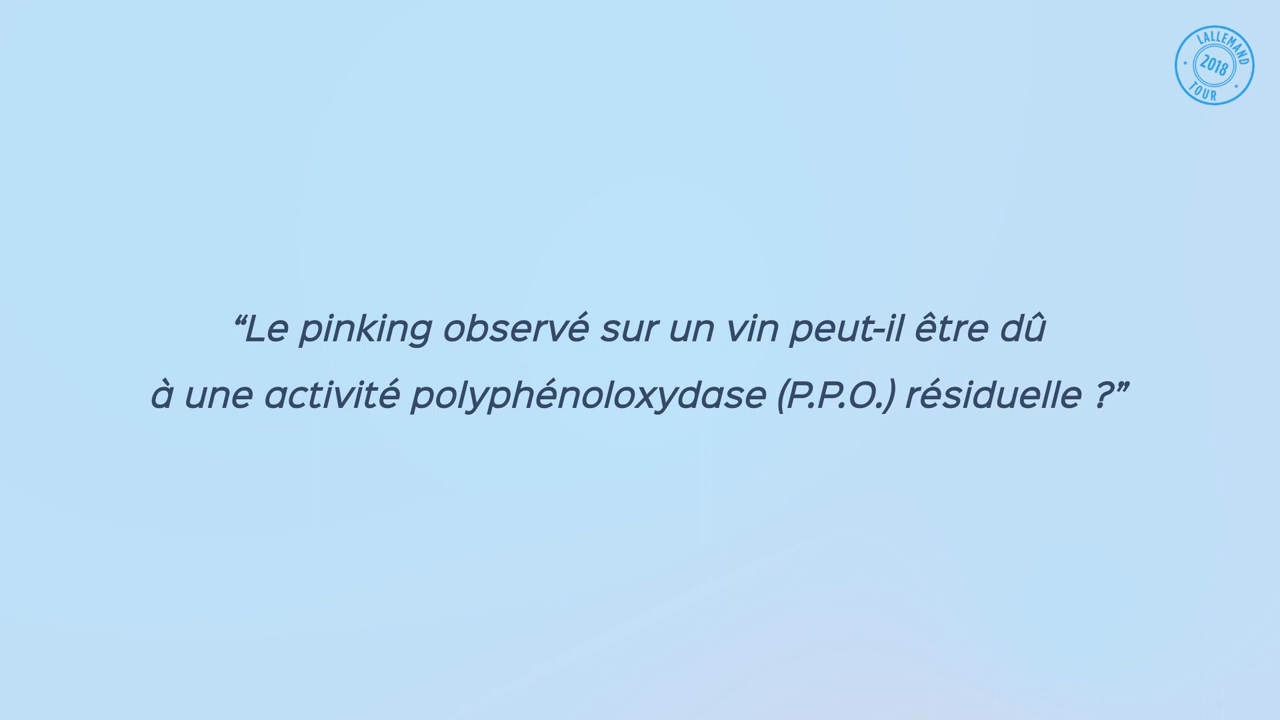 LALLEMAND
2018
TOUR
“Le pinking observé sur un vin peut-il être dû
à une activité polyphénoloxydase (P.P.O.) résiduelle ?”